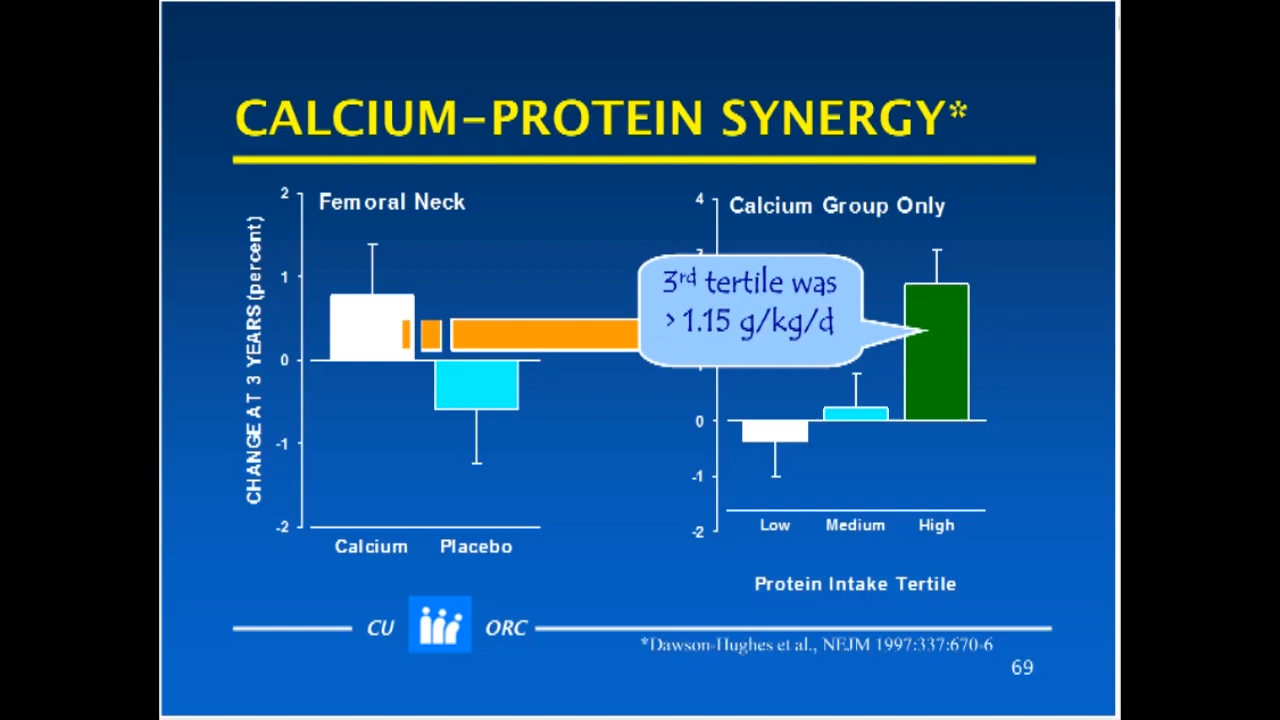 CALCIUM–PROTEIN SYNERGY*
Femoral Neck
CHANGE AT 3 YEARS (percent)
2
1
0
-1
-2
Calcium
Placebo
Calcium Group Only
4
0
-1
-2
3rd tertile was
> 1.15 g/kg/d
Low
Medium
High
Protein Intake Tertile
CU
ORC
*Dawson-Hughes et al., NEJM 1997:337:670-6
69